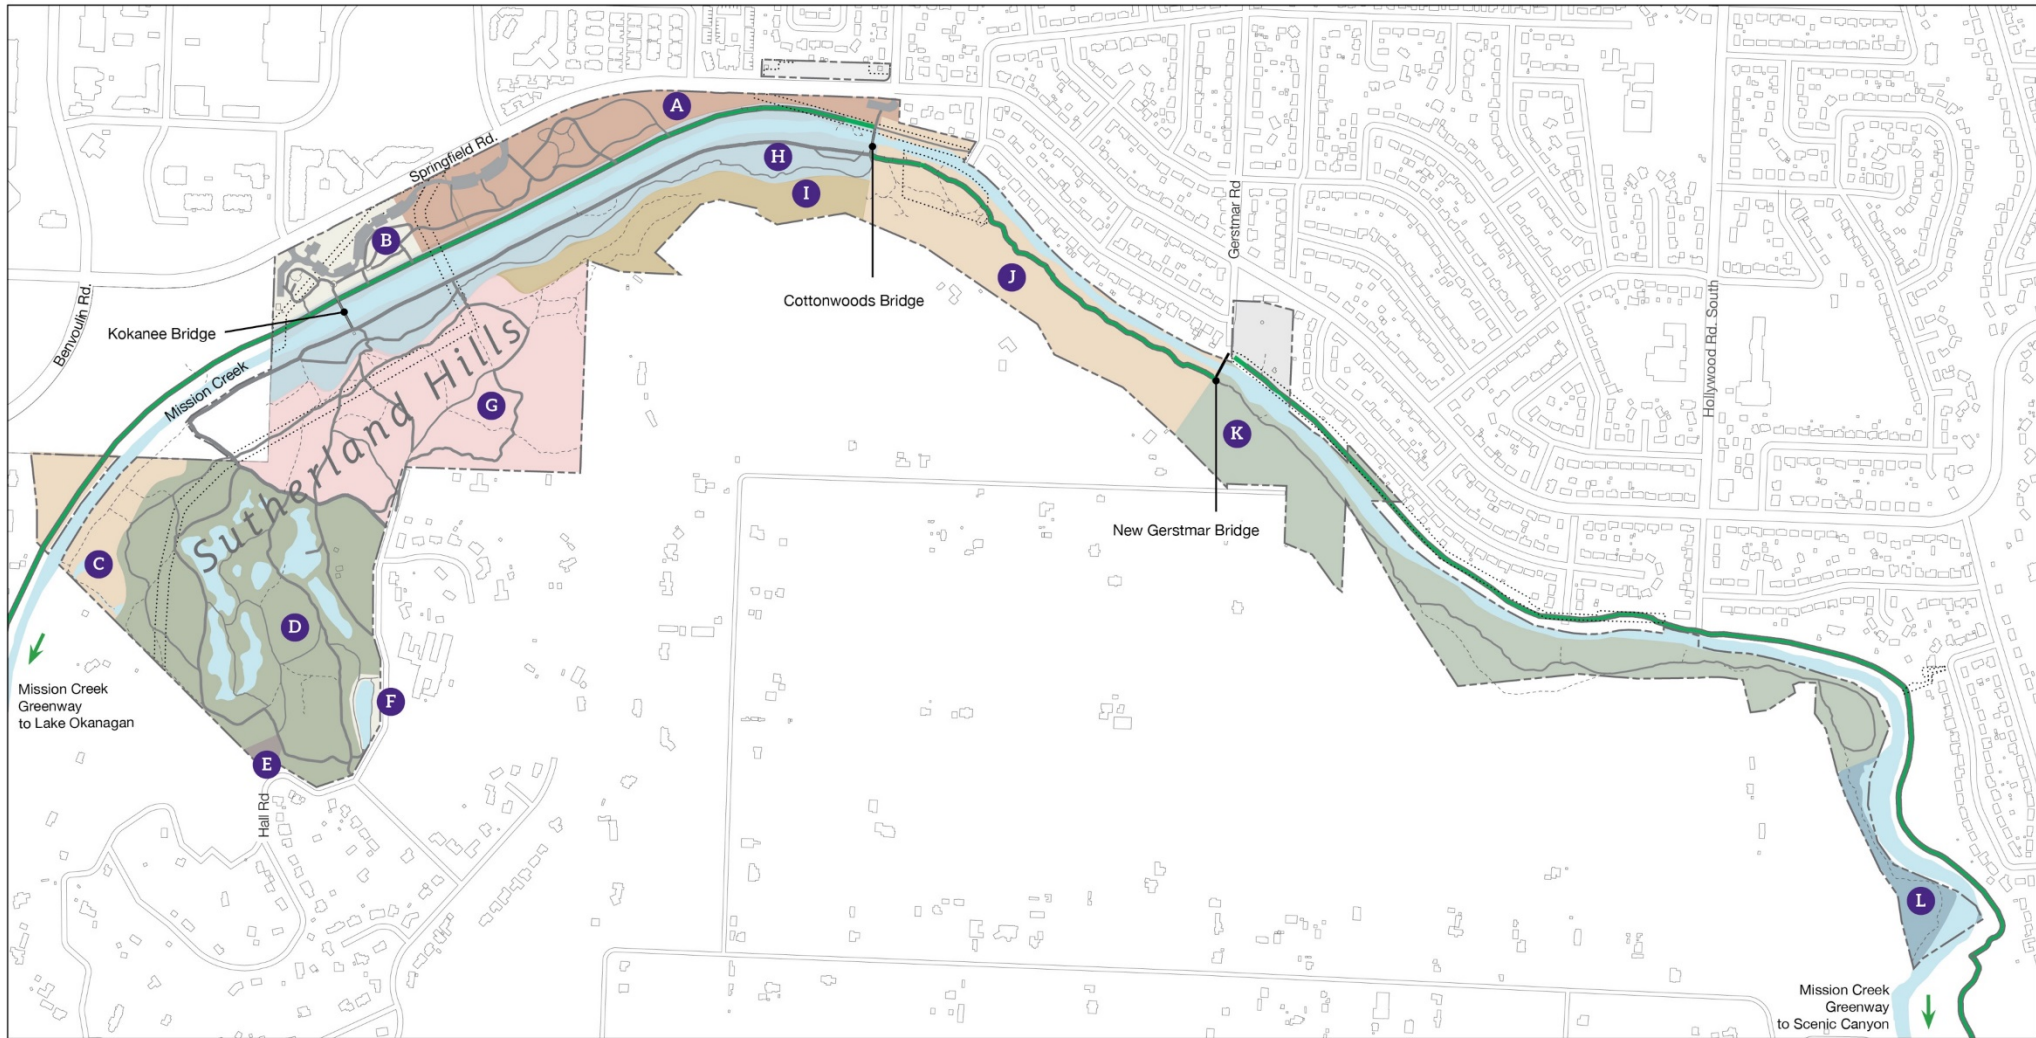 A
Springfield Rd.
H
I
B
Gerstmar Rd
J
Cottonwoods Bridge
Hollywood Rd. South
Benvoulin Rd.
Kokanee Bridge
Mission Creek
Sutherland Hills
G
K
New Gerstmar Bridge
C
D
Mission Creek
Greenway
to Lake Okanagan
F
E
Hall Rd
L
Mission Creek
Greenway
to Scenic Canyon